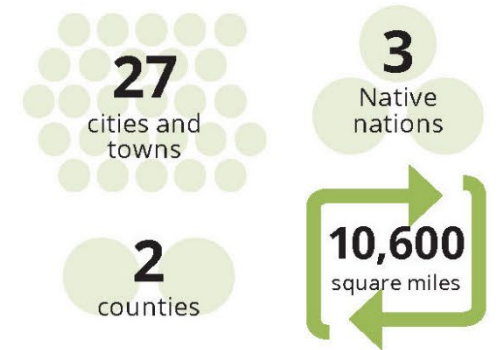 27
cities and
towns
3
Native
nations
2
counties
10,600
square miles